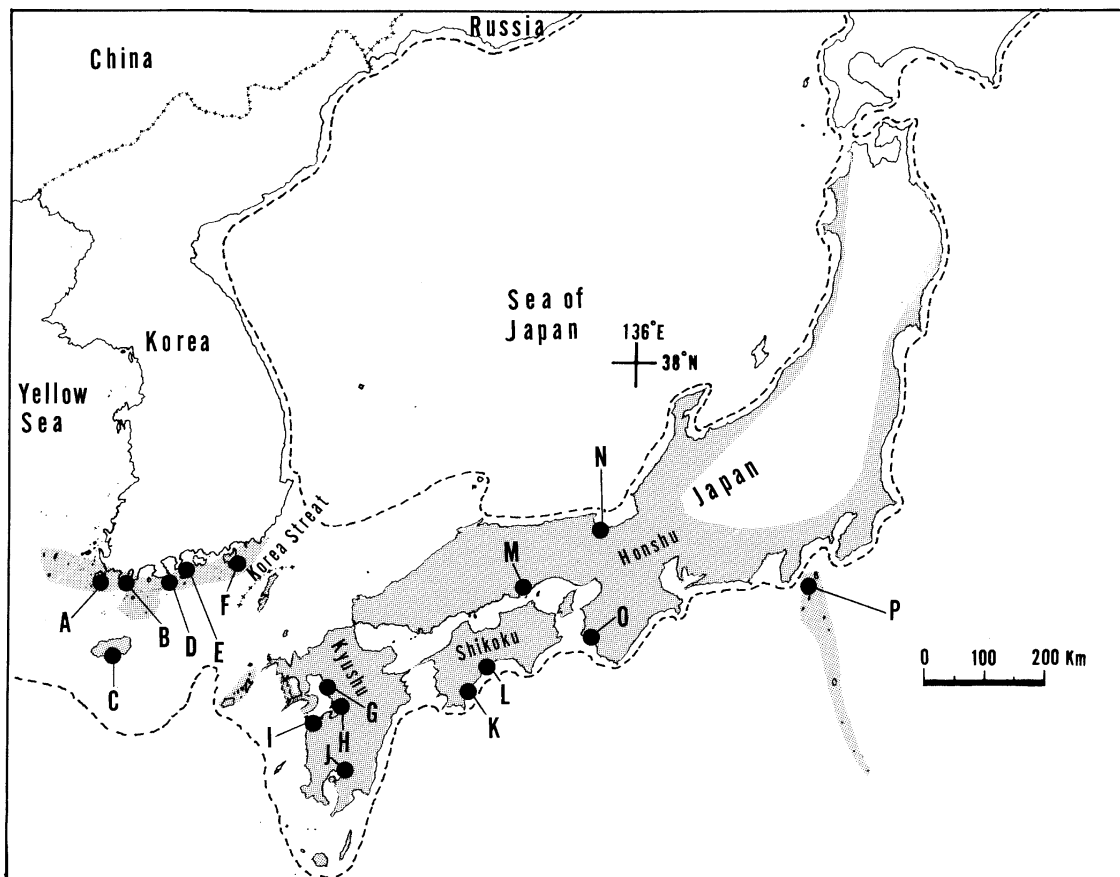 Russia
China
Sea of
Japan
136°E
38°N
Korea
Yellow
Sea
N
Japan
Korea Streat
Honshu
M
F
A
B
D
E
P
O
Shikoku
Kyushu
0 100 200 Km
C
L
G
K
I
H
J